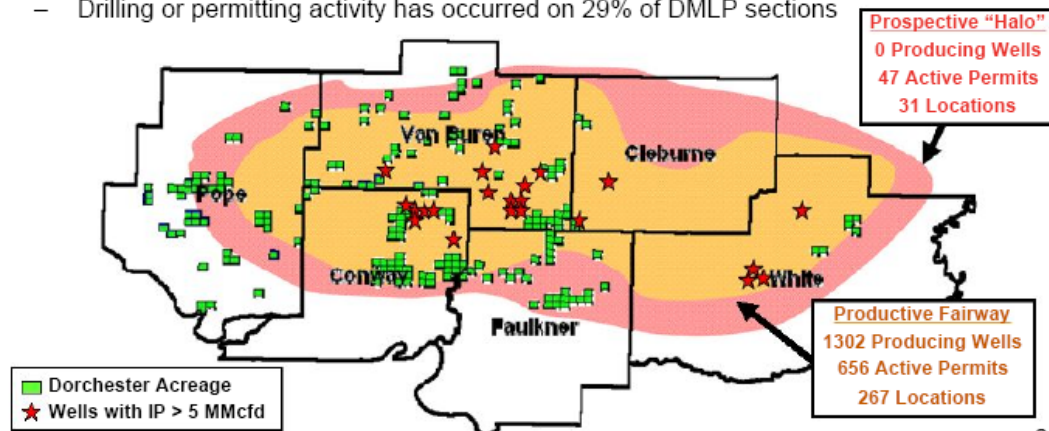 – Drilling or permitting activity has occurred on 29% of DMLP sections
Prospective “Halo”
0 Producing Wells
47 Active Permits
31 Locations
Van Buren
Cleburne
Pope
Conway
White
Faulkner
Productive Fairway
1302 Producing Wells
656 Active Permits
267 Locations
Dorchester Acreage
Wells with IP > 5 MMcfd